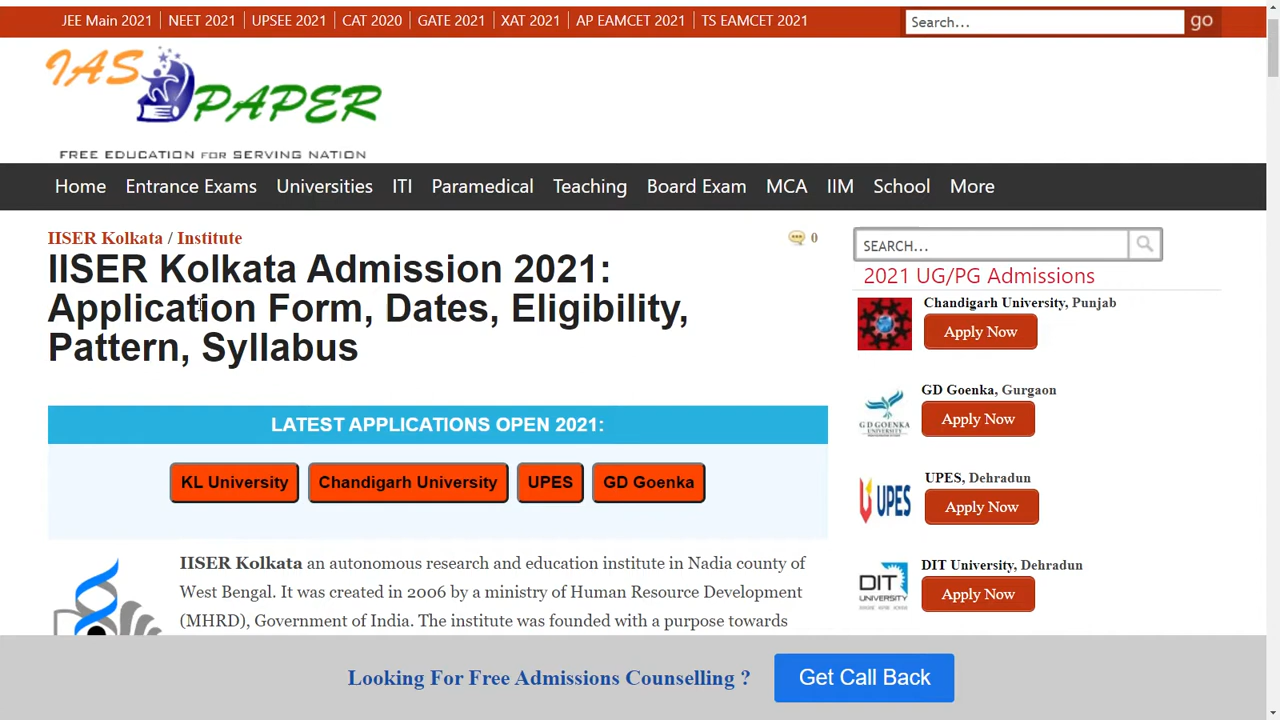 JEE Main 2021 NEET 2021 UPSEE 2021 CAT 2020 GATE 2021 XAT 2021 AP EAMCET 2021 TS EAMCET 2021
Search... go
IAS PAPER
FREE EDUCATION FOR SERVING NATION
Home Entrance Exams Universities ITI Paramedical Teaching Board Exam MCA IIM School More
IISER Kolkata / Institute
0
IISER Kolkata Admission 2021:
Application Form, Dates, Eligibility,
Pattern, Syllabus
LATEST APPLICATIONS OPEN 2021:
KL University Chandigarh University UPES GD Goenka
IISER Kolkata an autonomous research and education institute in Nadia county of
West Bengal. It was created in 2006 by a ministry of Human Resource Development
(MHRD), Government of India. The institute was founded with a purpose towards
SEARCH...
2021 UG/PG Admissions
Chandigarh University, Punjab
Apply Now
GD Goenka, Gurgaon
G D GOENKA
UNIVERSITY
Apply Now
UPES, Dehradun
UPES
Apply Now
DIT University, Dehradun
DIT
UNIVERSITY
Apply Now
Looking For Free Admissions Counselling ? Get Call Back